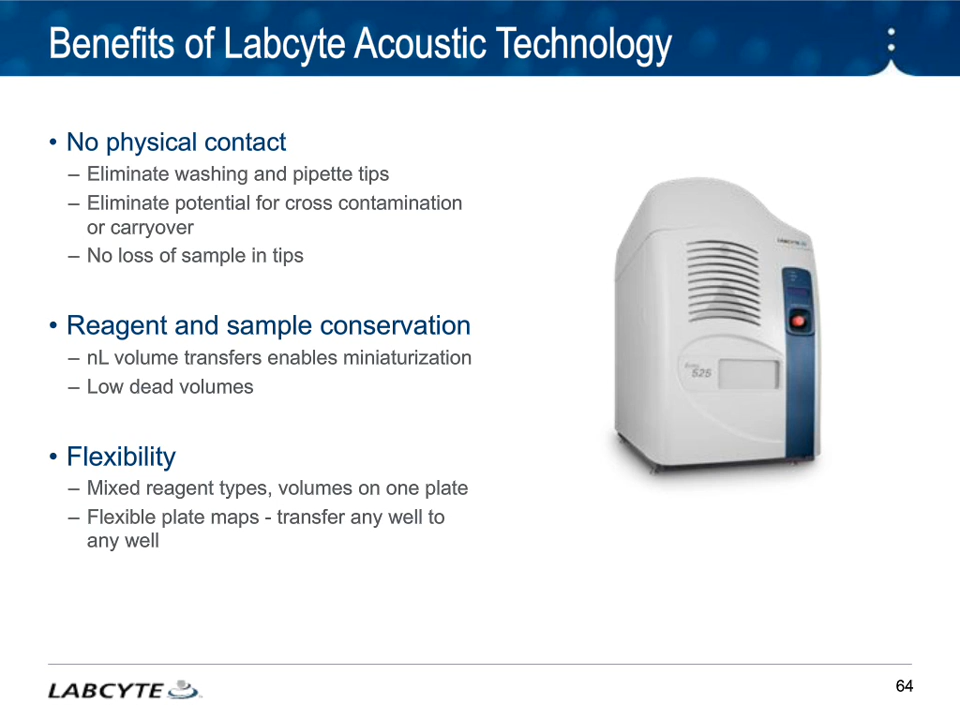 Benefits of Labcyte Acoustic Technology
• No physical contact
– Eliminate washing and pipette tips
– Eliminate potential for cross contamination
or carryover
– No loss of sample in tips
• Reagent and sample conservation
– nL volume transfers enables miniaturization
– Low dead volumes
• Flexibility
– Mixed reagent types, volumes on one plate
– Flexible plate maps - transfer any well to
any well
LABCYTE
Echo
525
LABCYTE
64